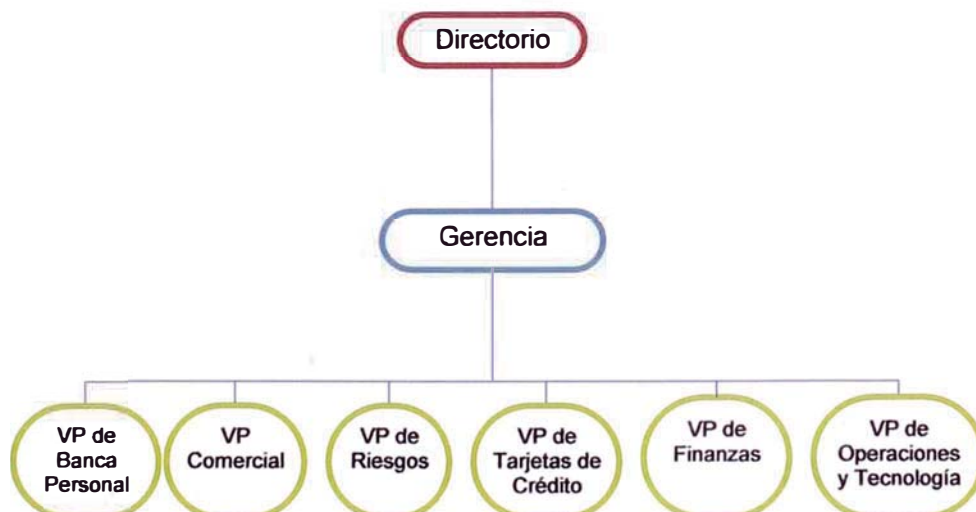 Directorio
Gerencia
VP de
Banca
Personal
VP
Comercial
VP de
Riesgos
VP de
Tarjetas de
Crédito
VP de
Finanzas
VP de
Operaciones
y Tecnología